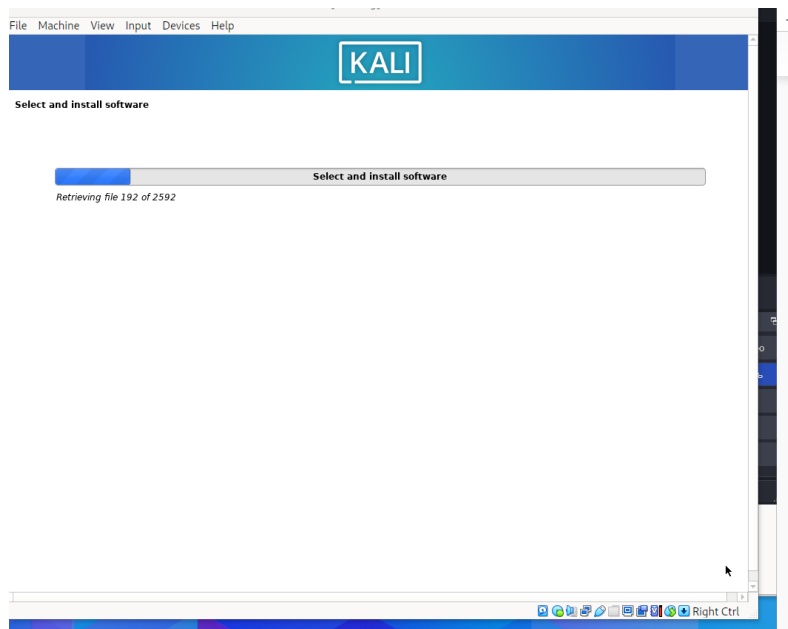 File Machine View Input Devices Help
KALI
Select and install software
Select and install software
Retrieving file 192 of 2592
Right Ctrl